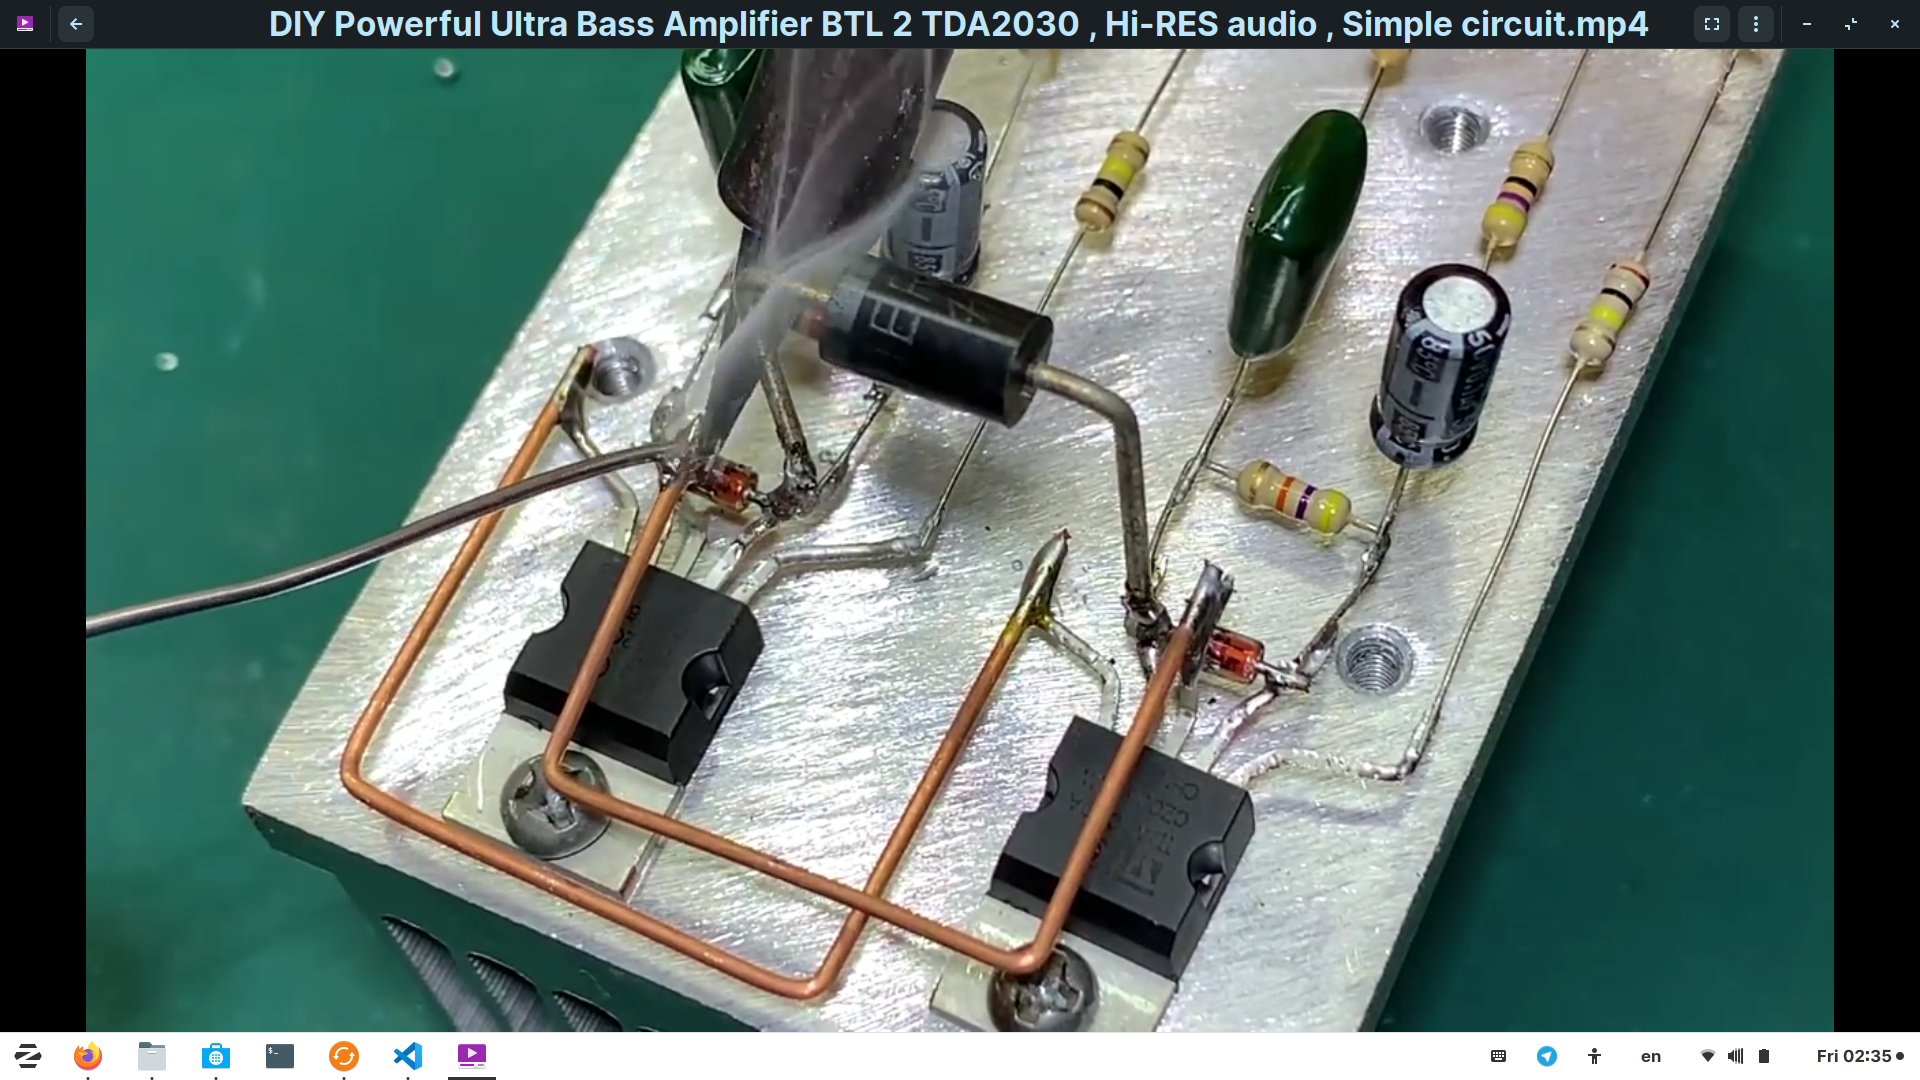 DIY Powerful Ultra Bass Amplifier BTL 2 TDA2030 , Hi-RES audio , Simple circuit.mp4
en
Fri 02:35